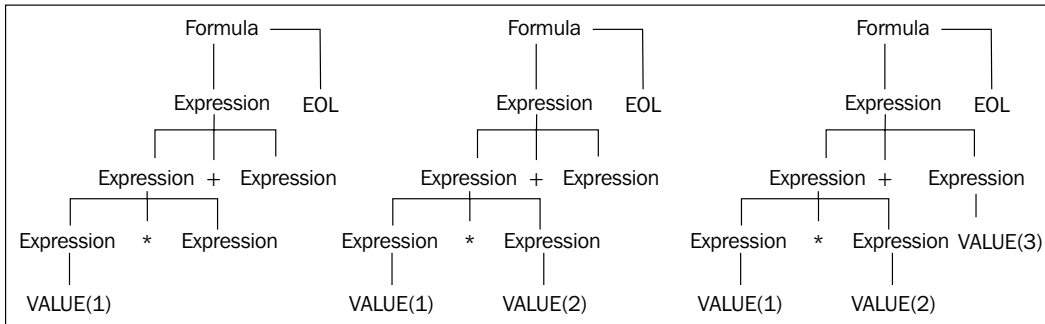 Formula Formula Formula
Expression EOL Expression EOL Expression EOL
Expression + Expression Expression + Expression Expression + Expression
Expression * Expression Expression * Expression Expression * Expression VALUE(3)
VALUE(1) VALUE(1) VALUE(2) VALUE(1) VALUE(2)